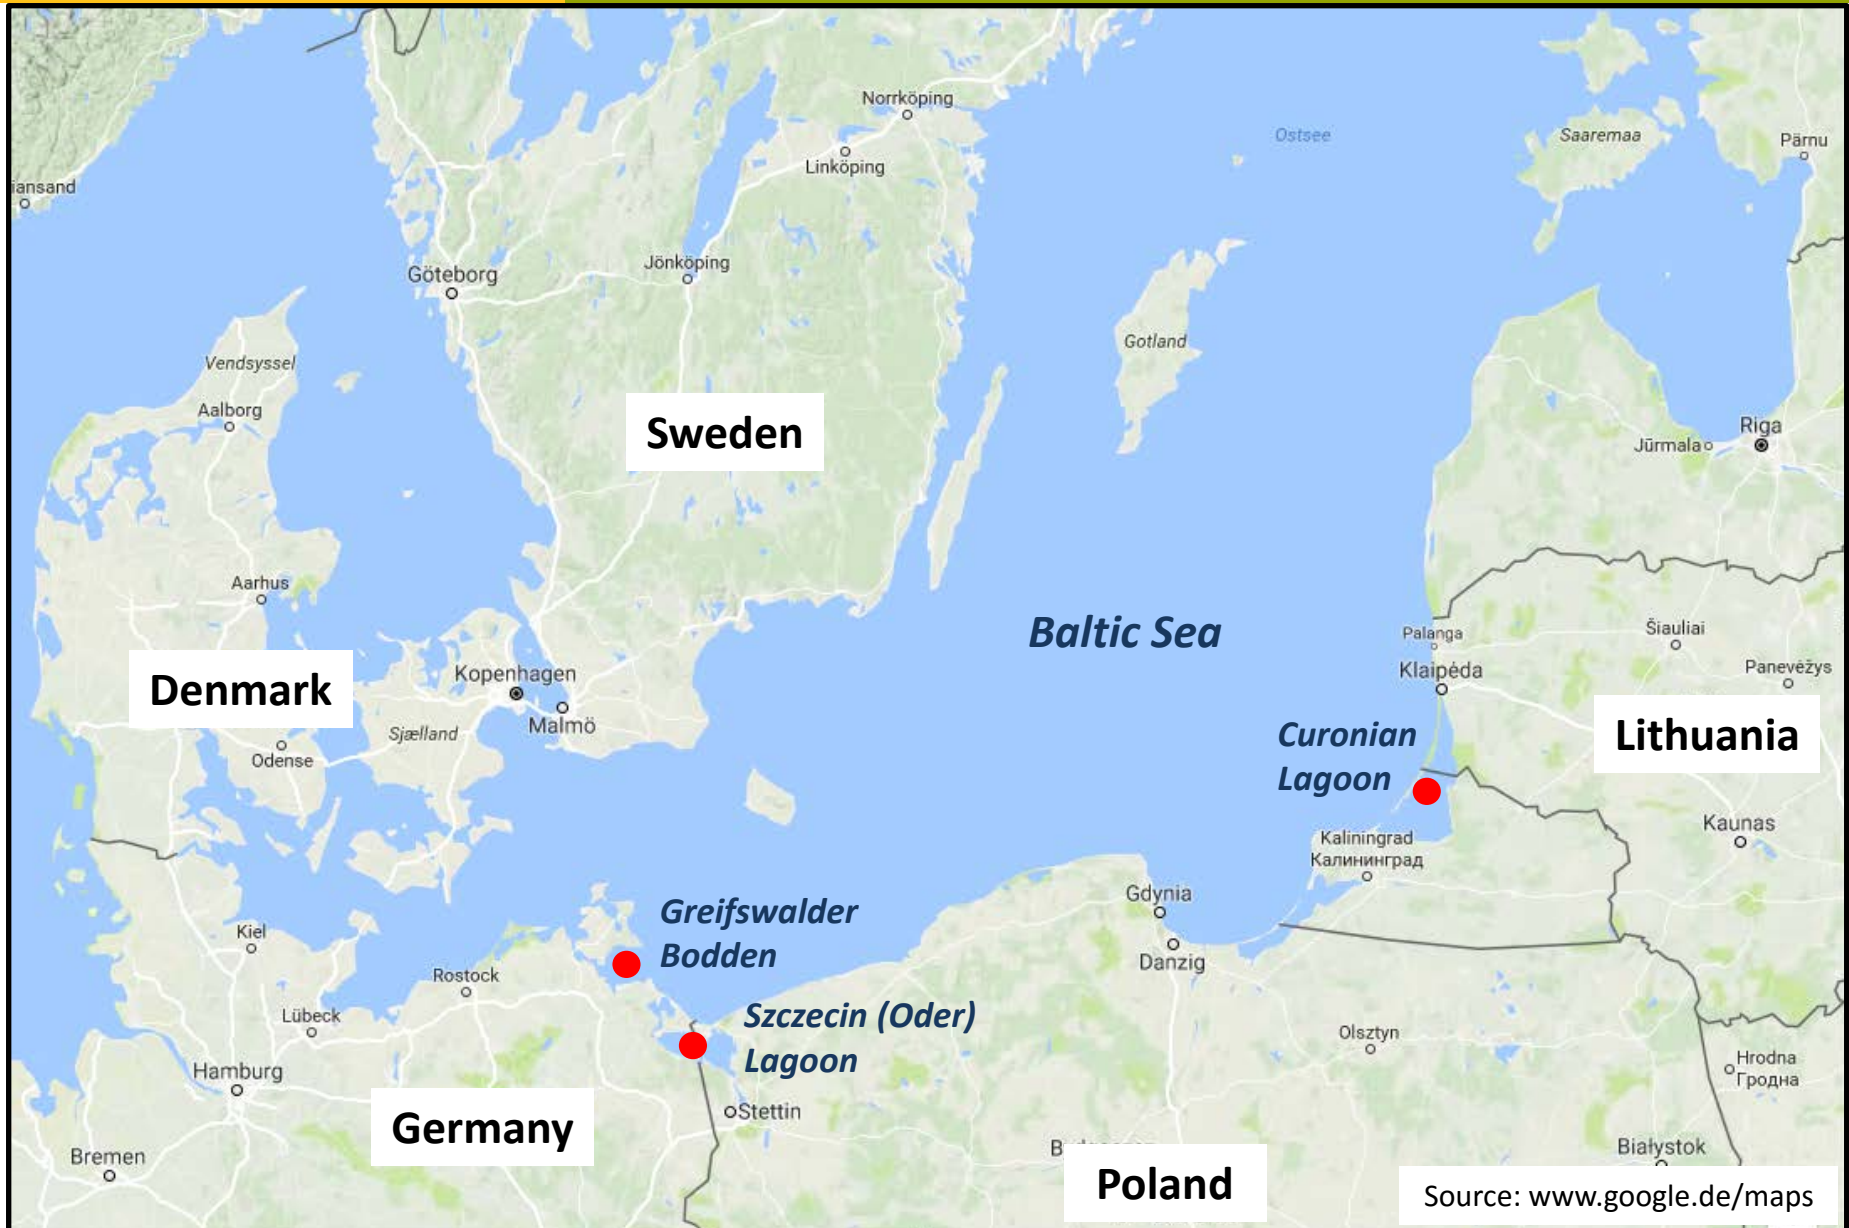 Norrköping
Linköping
Ostsee
Saaremaa
Pärnu
iansand
Göteborg
Jönköping
Gotland
Vendsyssel
Aalborg
Sweden
Riga
Jūrmala
Aarhus
Baltic Sea
Palanga
Šiauliai
Klaipėda
Panevėžys
Denmark
Kopenhagen
Malmö
Sjælland
Odense
Curonian
Lagoon
Lithuania
Kaliningrad
Калининград
Kaunas
Gdynia
Danzig
Greifswalder
Bodden
Kiel
Rostock
Lübeck
Szczecin (Oder)
Lagoon
Olsztyn
Hrodna
Гродна
Hamburg
Stettin
Germany
Bremen
Poland
Białystok
Source: www.google.de/maps